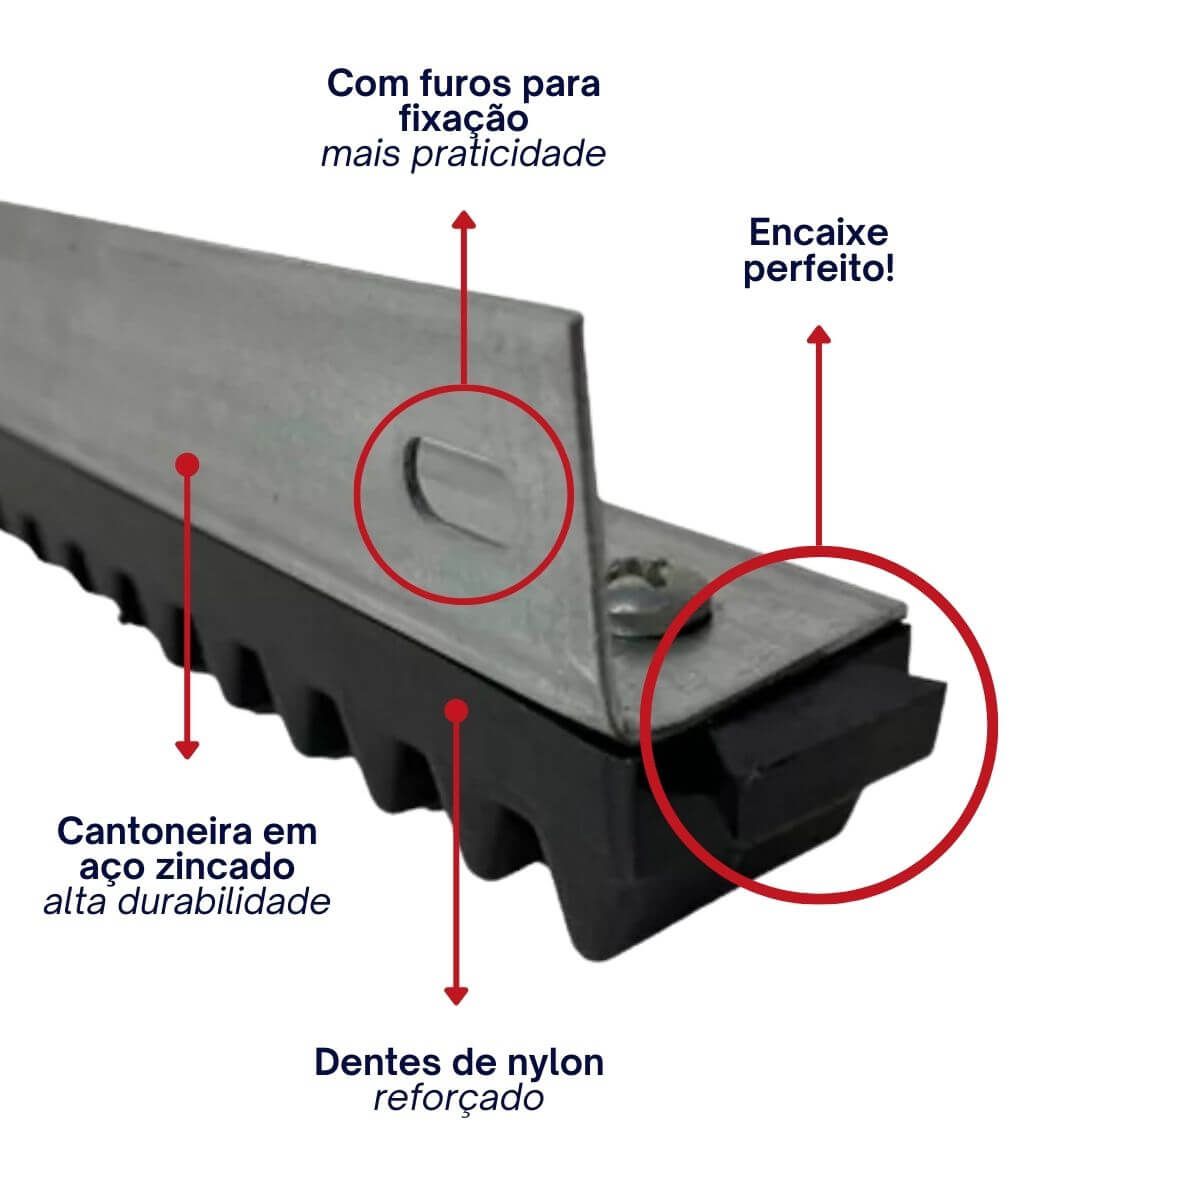 Com furos para
fixação
mais praticidade
Encaixe
perfeito!
Cantoneira em
aço zincado
alta durabilidade
Dentes de nylon
reforçado